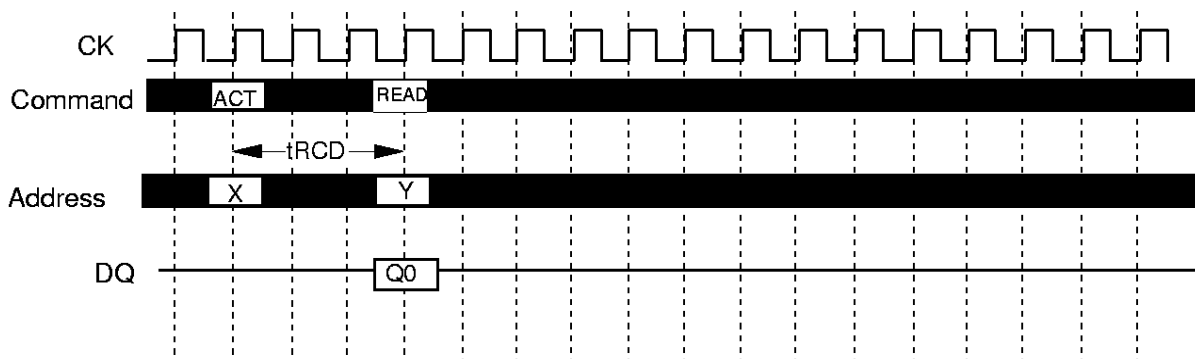 CK
Command ACT READ
tRCD
Address X Y
DQ Q0